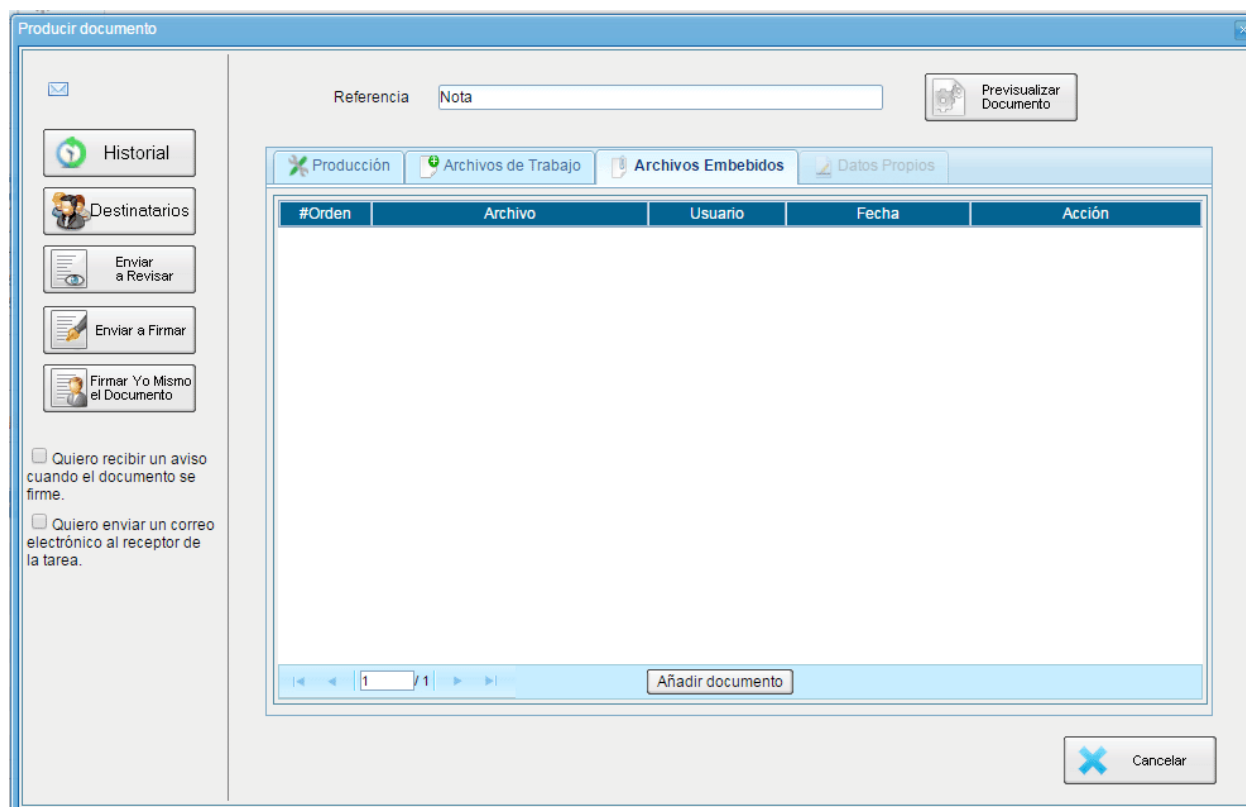 Producir documento
Referencia Nota
Previsualizar
Documento
Historial
Destinatarios
Enviar
a Revisar
Enviar a Firmar
Firmar Yo Mismo
el Documento
Quiero recibir un aviso
cuando el documento se
firme.
Quiero enviar un correo
electrónico al receptor de
la tarea.
Producción Archivos de Trabajo Archivos Embebidos Datos Propios
#Orden Archivo Usuario Fecha Acción
1 / 1 Añadir documento
Cancelar